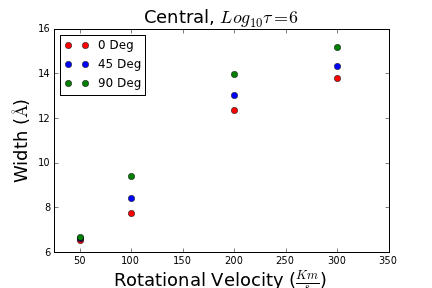 Central, Log₁₀τ=6
0 Deg
45 Deg
90 Deg
Width (Å)
16
14
12
10
8
6
50 100 150 200 250 300 350
Rotational Velocity (Km/s)